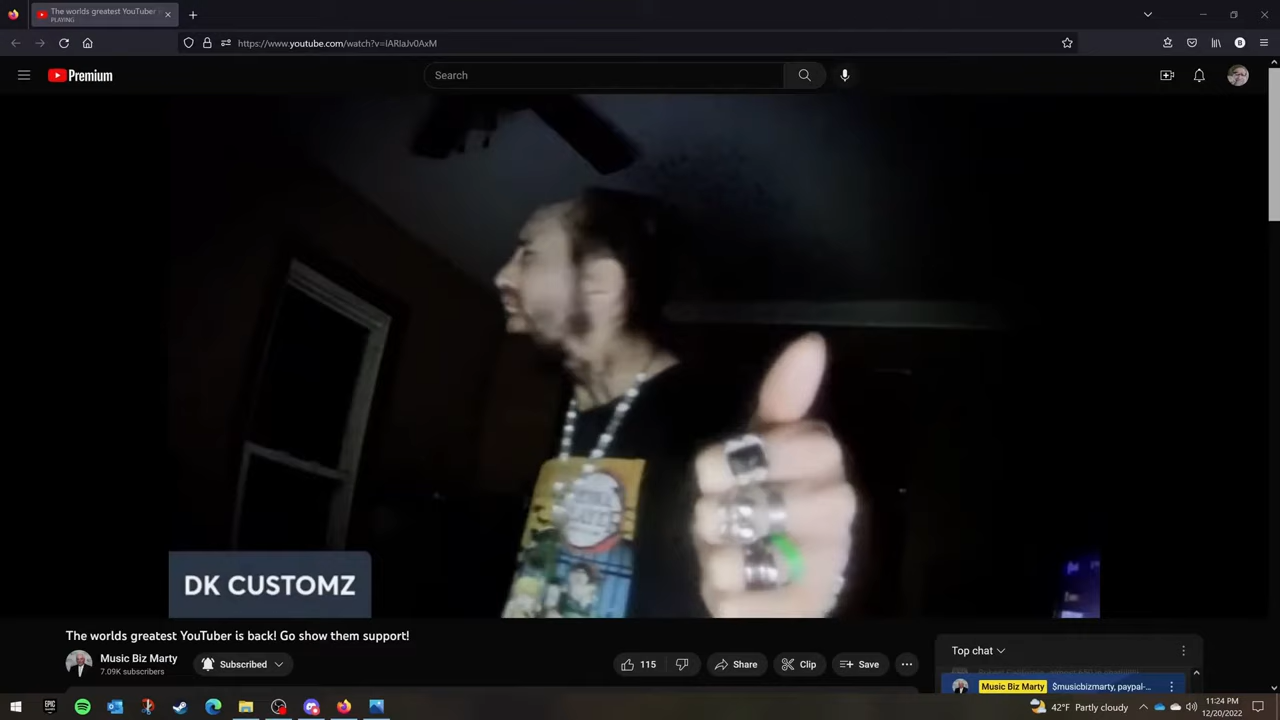 The worlds greatest YouTuber
PLAYING
https://www.youtube.com/watch?v=lARlaJv0AxM
B
Premium
Search
DK CUSTOMZ
The worlds greatest YouTuber is back! Go show them support!
Music Biz Marty
7.09K subscribers
Subscribed
115
Share
Clip
Save
Top chat
Music Biz Marty $musicbizmarty, paypal-...
EPIC
42°F Partly cloudy
11:24 PM
12/20/2022